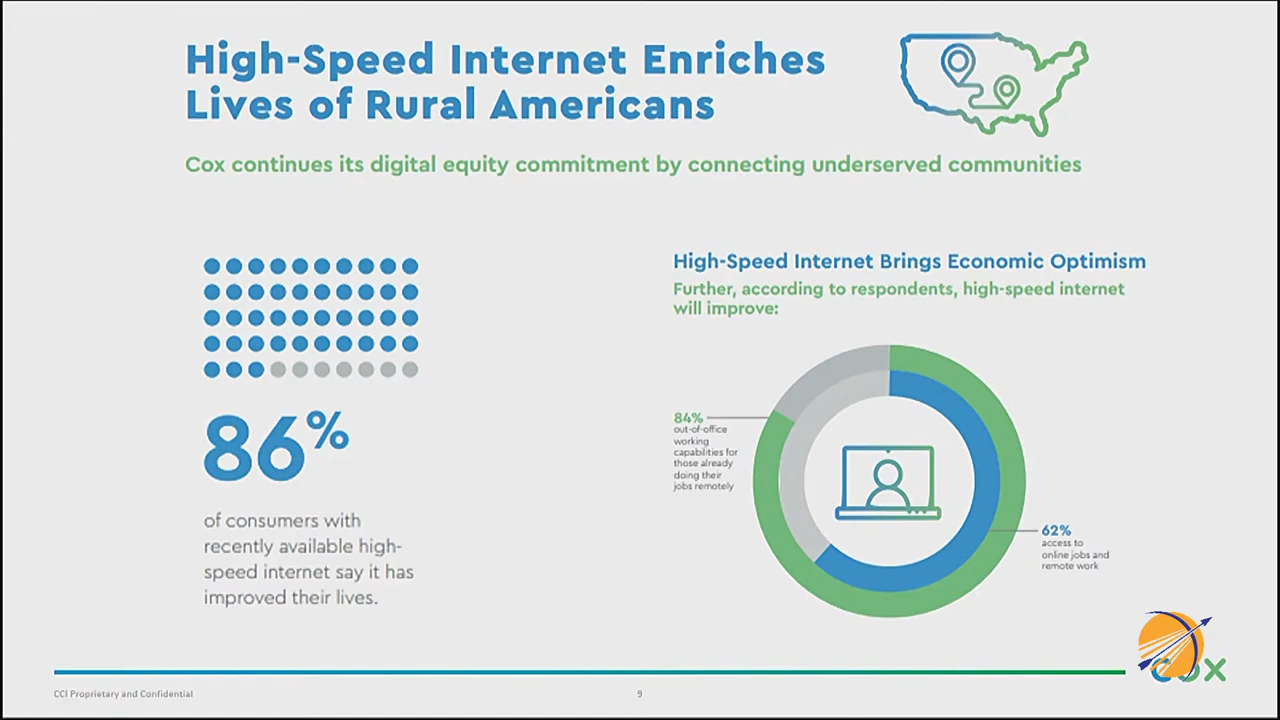 High-Speed Internet Enriches
Lives of Rural Americans
Cox continues its digital equity commitment by connecting underserved communities
86%
of consumers with
recently available high-
speed internet say it has
improved their lives.
High-Speed Internet Brings Economic Optimism
Further, according to respondents, high-speed internet
will improve:
84%
out-of-office
working
capabilities for
those already
doing their
jobs remotely
62%
access to
online jobs and
remote work
CCI Proprietary and Confidential
9
COX